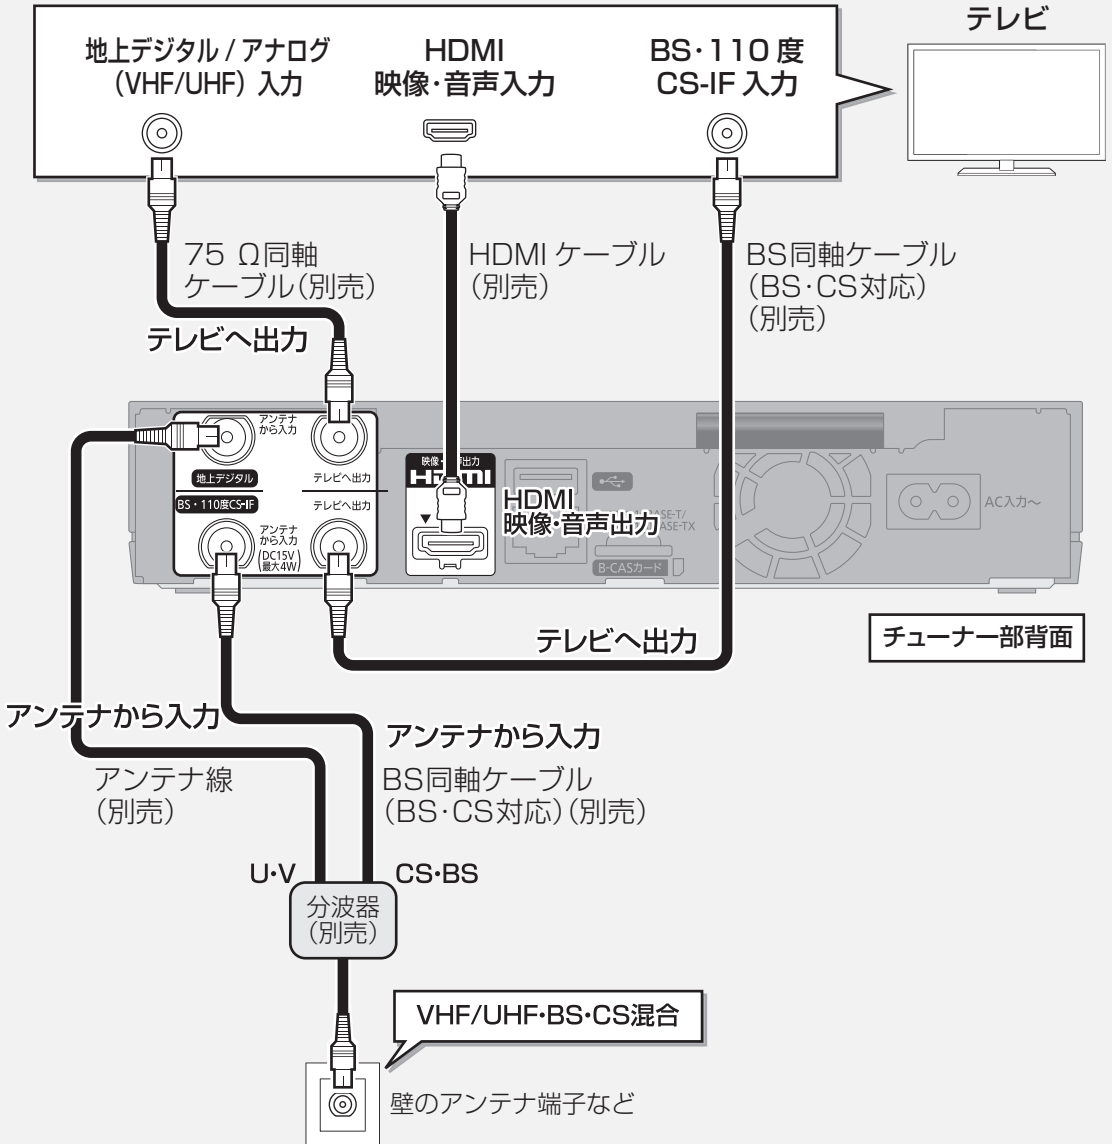 テレビ
地上デジタル / アナログ
(VHF/UHF) 入力
HDMI
映像・音声入力
BS・110 度
CS-IF 入力
75 Ω同軸
ケーブル(別売)
HDMI ケーブル
(別売)
BS同軸ケーブル
(BS・CS対応)
(別売)
テレビへ出力
アンテナ
から入力
地上デジタル
テレビへ出力
BS・110度CS-IF
テレビへ出力
アンテナ
から入力
(DC15V
最大4W)
映像・音声出力
HDMI
HDMI
映像・音声出力
ASE-T/
ASE-TX
B-CASカード
AC入力～
テレビへ出力
チューナー部背面
アンテナから入力
アンテナから入力
アンテナ線
(別売)
BS同軸ケーブル
(BS・CS対応)(別売)
U・V
CS・BS
分波器
(別売)
VHF/UHF・BS・CS混合
壁のアンテナ端子など